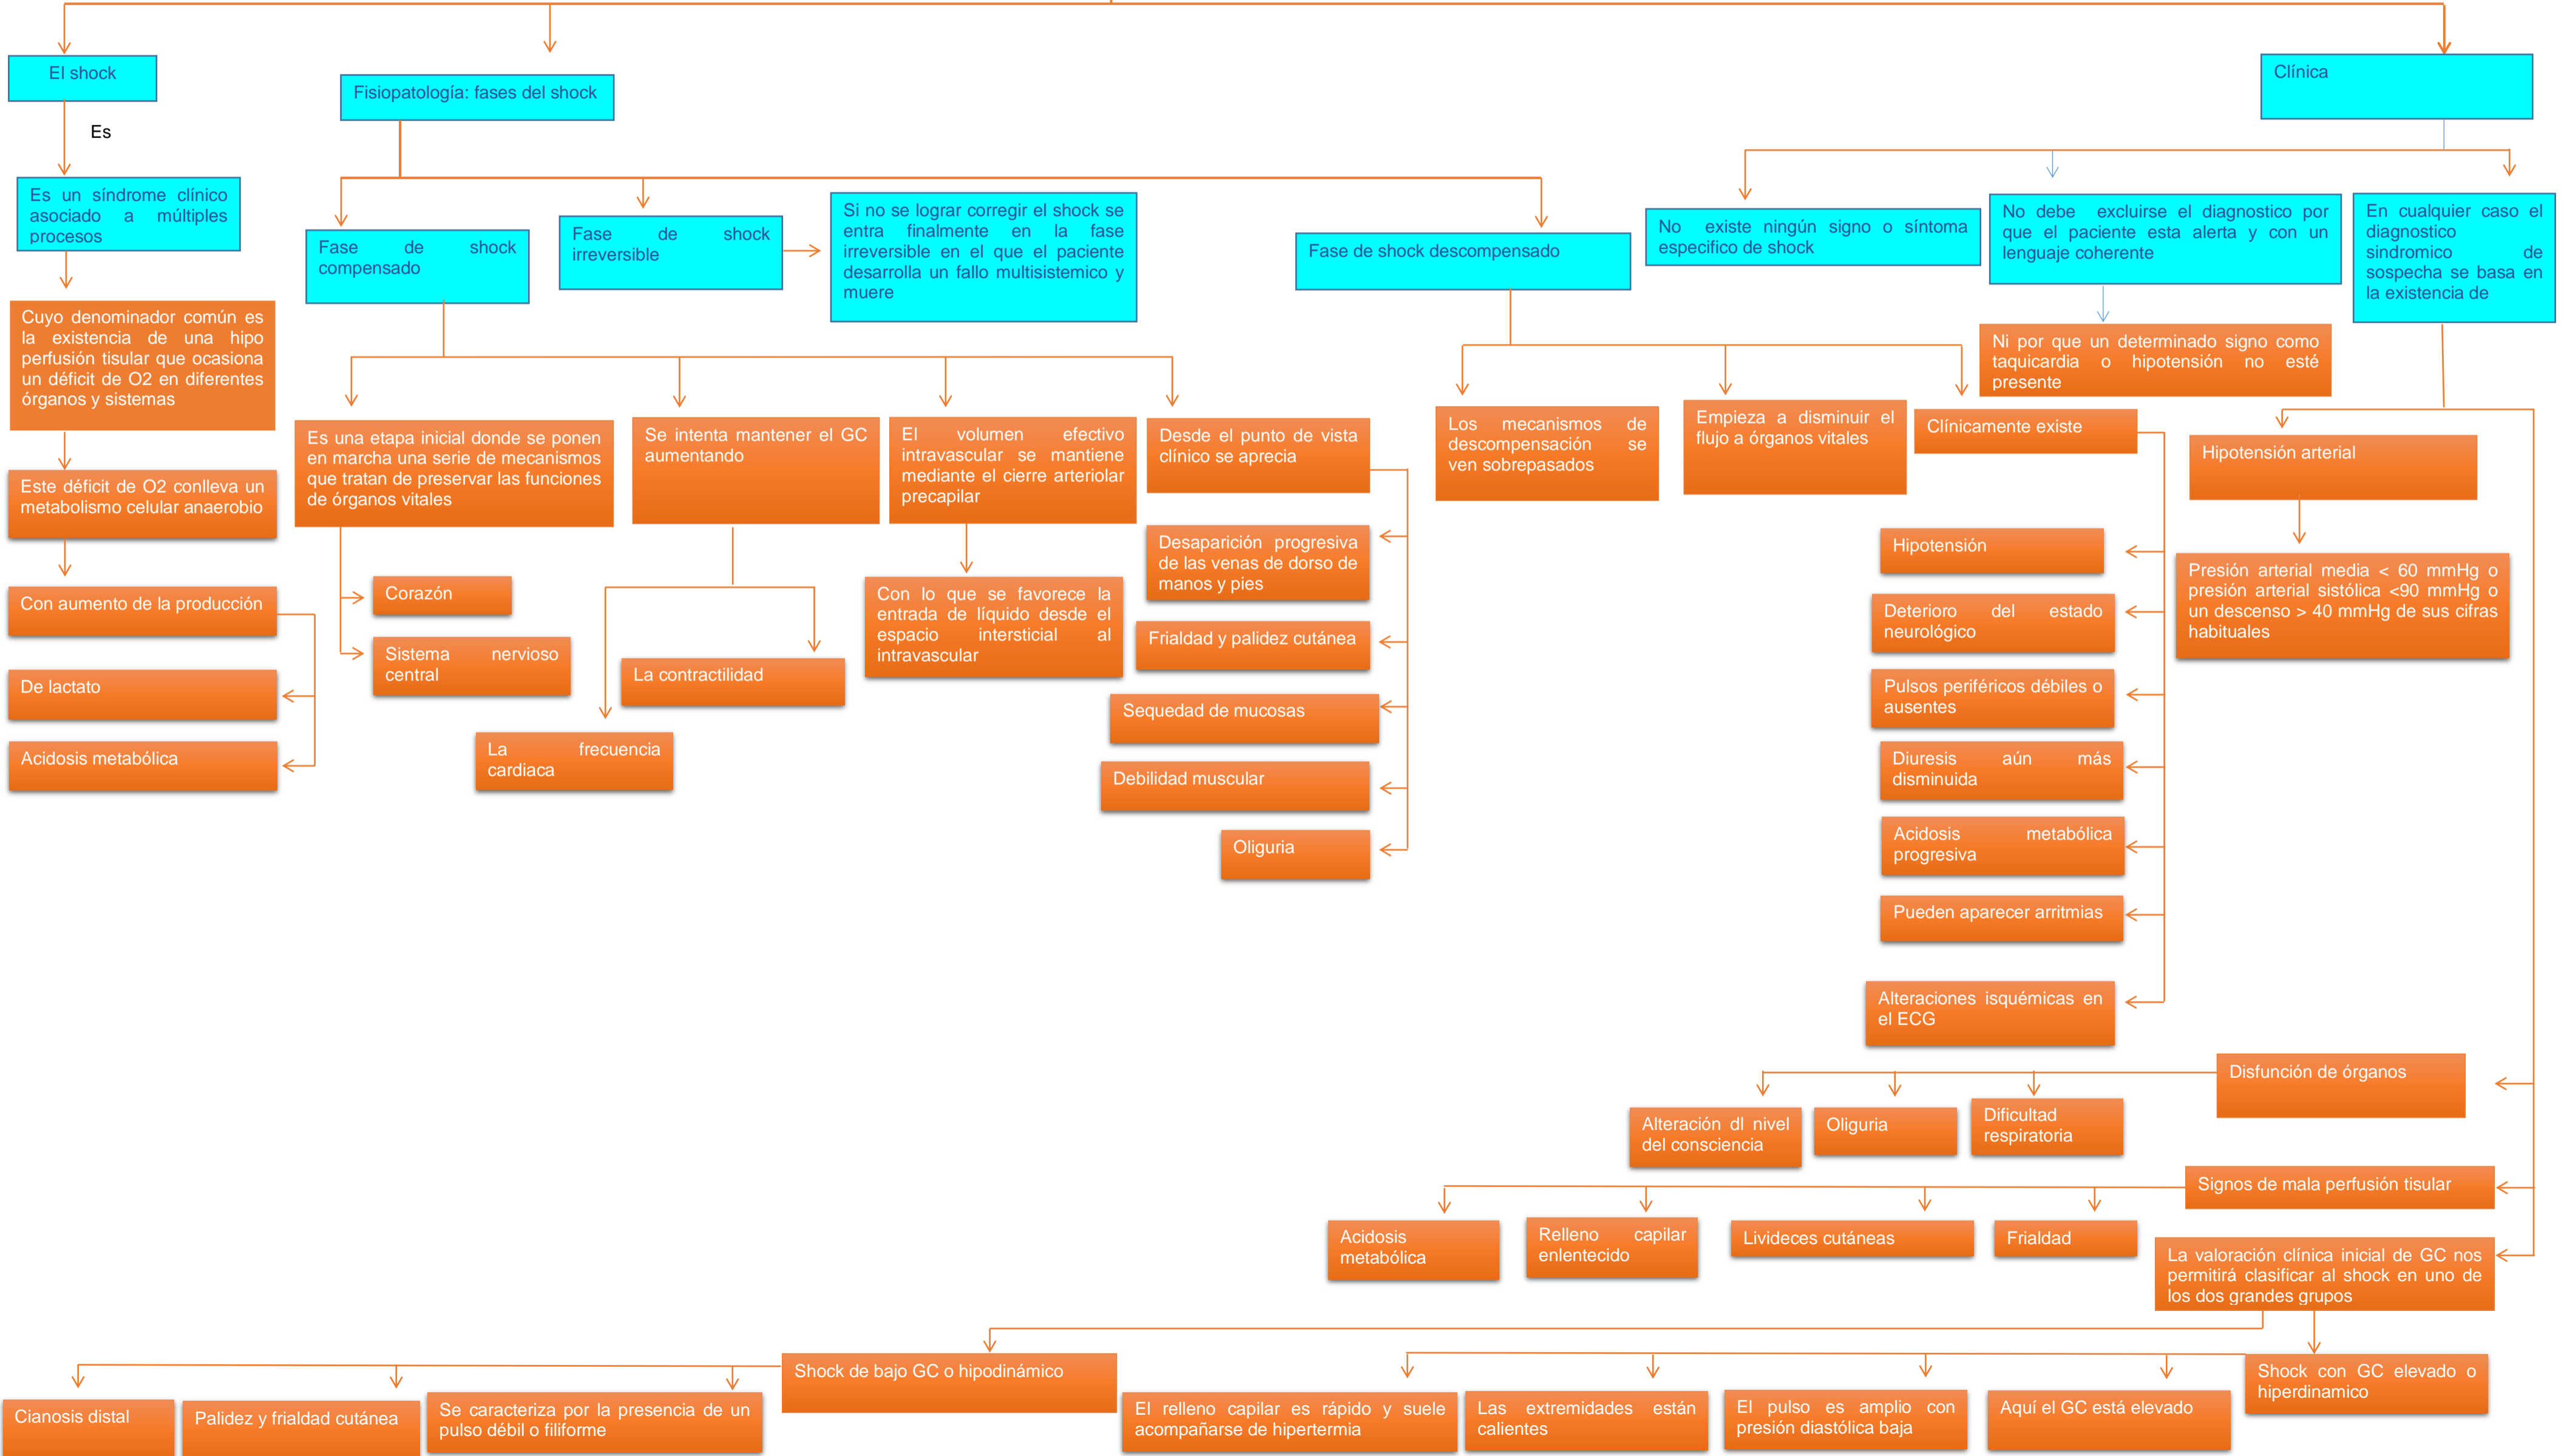 El shock
Es
Es un síndrome clínico
asociado a múltiples
procesos
Cuyo denominador común es
la existencia de una hipo
perfusión tisular que ocasiona
un déficit de O2 en diferentes
órganos y sistemas
Este déficit de O2 conlleva un
metabolismo celular anaerobio
Con aumento de la producción
De lactato
Acidosis metabólica
Fisiopatología: fases del shock
Fase de shock
compensado
Fase de shock
irreversible
Si no se lograr corregir el shock se
entra finalmente en la fase
irreversible en el que el paciente
desarrolla un fallo multisistemico y
muere
Es una etapa inicial donde se ponen
en marcha una serie de mecanismos
que tratan de preservar las funciones
de órganos vitales
Corazón
Sistema nervioso
central
Se intenta mantener el GC
aumentando
La contractilidad
La frecuencia
cardiaca
El volumen efectivo
intravascular se mantiene
mediante el cierre arteriolar
precapilar
Con lo que se favorece la
entrada de líquido desde el
espacio intersticial al
intravascular
Desde el punto de vista
clínico se aprecia
Desaparición progresiva
de las venas de dorso de
manos y pies
Frialdad y palidez cutánea
Sequedad de mucosas
Debilidad muscular
Oliguria
Fase de shock descompensado
Los mecanismos de
descompensación se
ven sobrepasados
Empieza a disminuir el
flujo a órganos vitales
Clínicamente existe
Hipotensión
Deterioro del estado
neurológico
Pulsos periféricos débiles o
ausentes
Diuresis aún más
disminuida
Acidosis metabólica
progresiva
Pueden aparecer arritmias
Alteraciones isquémicas en
el ECG
Clínica
No existe ningún signo o síntoma
especifico de shock
No debe excluirse el diagnostico por
que el paciente esta alerta y con un
lenguaje coherente
Ni por que un determinado signo como
taquicardia o hipotensión no esté
presente
En cualquier caso el
diagnostico
sindromico de
sospecha se basa en
la existencia de
Hipotensión arterial
Presión arterial media < 60 mmHg o
presión arterial sistólica <90 mmHg o
un descenso > 40 mmHg de sus cifras
habituales
Disfunción de órganos
Alteración dl nivel
del consciencia
Oliguria
Dificultad
respiratoria
Signos de mala perfusión tisular
Acidosis
metabólica
Relleno capilar
enlentecido
Livideces cutáneas
Frialdad
La valoración clínica inicial de GC nos
permitirá clasificar al shock en uno de
los dos grandes grupos
Shock de bajo GC o hipodinámico
Cianosis distal
Palidez y frialdad cutánea
Se caracteriza por la presencia de un
pulso débil o filiforme
Shock con GC elevado o
hiperdinamico
El relleno capilar es rápido y suele
acompañarse de hipertermia
Las extremidades están
calientes
El pulso es amplio con
presión diastólica baja
Aquí el GC está elevado